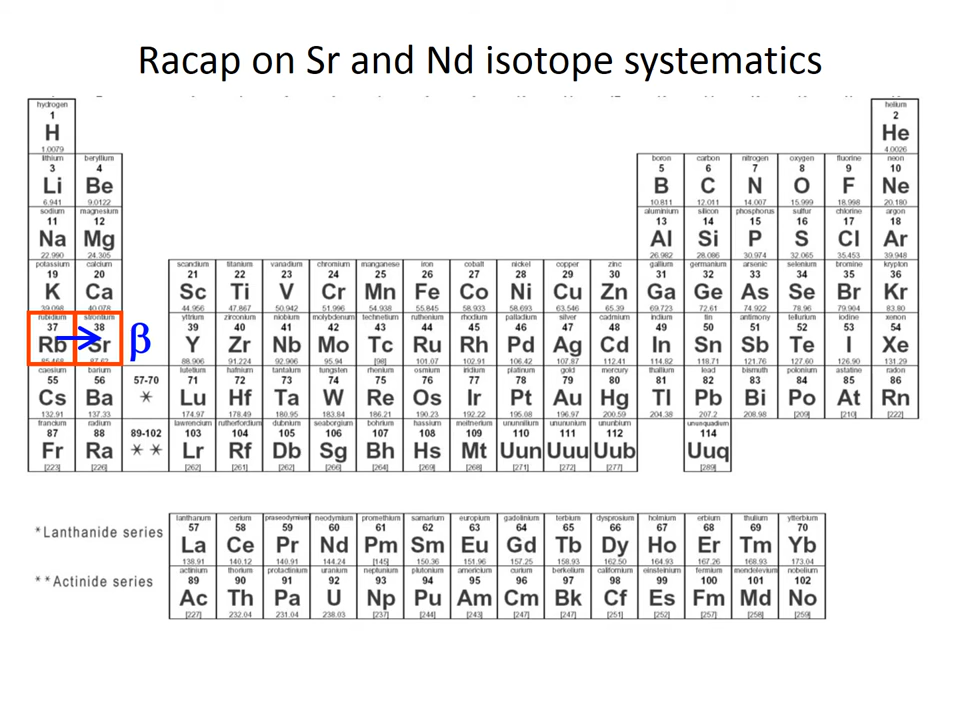 Racap on Sr and Nd isotope systematics
hydrogen helium
1 2
H He
1.0079 4.0026
lithium beryllium boron carbon nitrogen oxygen fluorine neon
3 4 5 6 7 8 9 10
Li Be B C N O F Ne
6.941 9.0122 10.811 12.011 14.007 15.999 18.998 20.180
sodium magnesium aluminium silicon phosphorus sulfur chlorine argon
11 12 13 14 15 16 17 18
Na Mg Al Si P S Cl Ar
22.990 24.305 26.982 28.086 30.974 32.065 35.453 39.948
potassium calcium scandium titanium vanadium chromium manganese iron cobalt nickel copper zinc gallium germanium arsenic selenium bromine krypton
19 20 21 22 23 24 25 26 27 28 29 30 31 32 33 34 35 36
K Ca Sc Ti V Cr Mn Fe Co Ni Cu Zn Ga Ge As Se Br Kr
39.098 40.078 44.956 47.867 50.942 51.996 54.938 55.845 58.933 58.693 63.546 65.39 69.723 72.61 74.922 78.96 79.904 83.80
rubidium strontium yttrium zirconium niobium molybdenum technetium ruthenium rhodium palladium silver cadmium indium tin antimony tellurium iodine xenon
37 38 39 40 41 42 43 44 45 46 47 48 49 50 51 52 53 54
Rb Sr β Y Zr Nb Mo Tc Ru Rh Pd Ag Cd In Sn Sb Te I Xe
85.468 87.62 88.906 91.224 92.906 95.94 [98] 101.07 102.91 106.42 107.87 112.41 114.82 118.71 121.76 127.60 126.90 131.29
caesium barium lutetium hafnium tantalum tungsten rhenium osmium iridium platinum gold mercury thallium lead bismuth polonium astatine radon
55 56 57-70 71 72 73 74 75 76 77 78 79 80 81 82 83 84 85 86
Cs Ba * Lu Hf Ta W Re Os Ir Pt Au Hg Tl Pb Bi Po At Rn
132.91 137.33 174.97 178.49 180.95 183.84 186.21 190.23 192.22 195.08 196.97 200.59 204.38 207.2 208.98 [209] [210] [222]
francium radium lawrencium rutherfordium dubnium seaborgium bohrium hassium meitnerium ununnilium unununium ununbium ununquadium
87 88 89-102 103 104 105 106 107 108 109 110 111 112 114
Fr Ra * * Lr Rf Db Sg Bh Hs Mt Uun Uuu Uub Uuq
[223] [226] [262] [261] [262] [266] [264] [269] [268] [271] [272] [277] [289]
lanthanum cerium praseodymium neodymium promethium samarium europium gadolinium terbium dysprosium holmium erbium thulium ytterbium
57 58 59 60 61 62 63 64 65 66 67 68 69 70
*Lanthanide series La Ce Pr Nd Pm Sm Eu Gd Tb Dy Ho Er Tm Yb
138.91 140.12 140.91 144.24 [145] 150.36 151.96 157.25 158.93 162.50 164.93 167.26 168.93 173.04
actinium thorium protactinium uranium neptunium plutonium americium curium berkelium californium einsteinium fermium mendelevium nobelium
89 90 91 92 93 94 95 96 97 98 99 100 101 102
**Actinide series Ac Th Pa U Np Pu Am Cm Bk Cf Es Fm Md No
[227] 232.04 231.04 238.03 [237] [244] [243] [247] [247] [251] [252] [257] [258] [259]